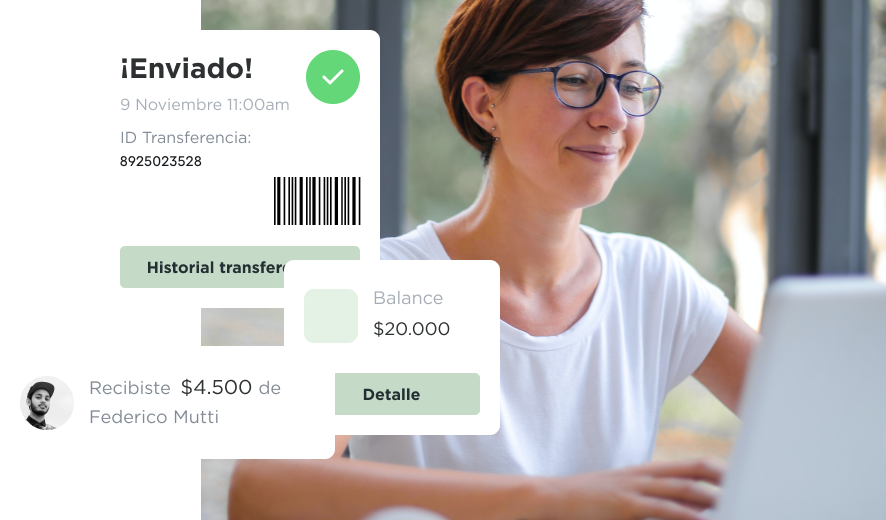 ¡Enviado!
9 Noviembre 11:00am
ID Transferencia:
8925023528
Historial transfere
Balance
$20.000
Detalle
Recibiste $4.500 de
Federico Mutti